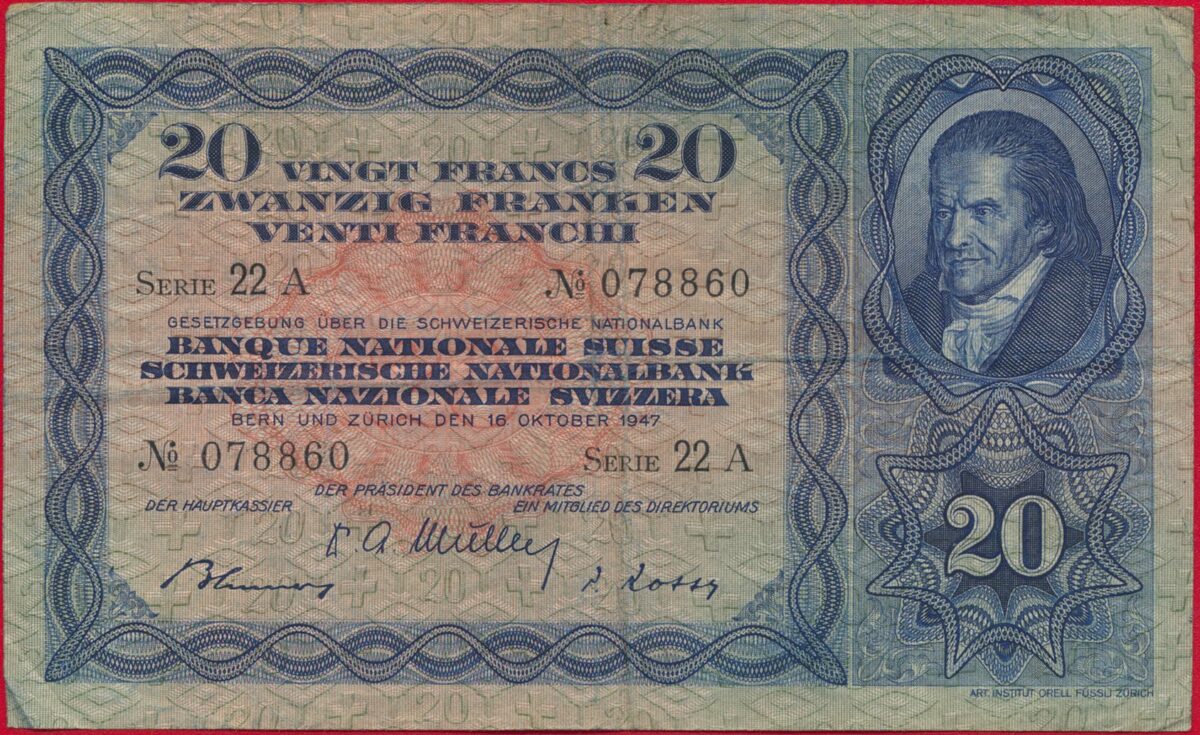 20 VINGT FRANCS 20
ZWANZIG FRANKEN
VENTI FRANCHI
SERIE 22 A № 078860
GESETZGEBUNG ÜBER DIE SCHWEIZERISCHE NATIONALBANK
BANQUE NATIONALE SUISSE
SCHWEIZERISCHE NATIONALBANK
BANCA NAZIONALE SVIZZERA
BERN UND ZÜRICH DEN 16. OKTOBER 1947
№ 078860 SERIE 22 A
DER PRÄSIDENT DES BANKRATES
DER HAUPTKASSIER EIN MITGLIED DES DIREKTORIUMS
A. Müller
P. Rossy
20
ART. INSTITUT ORELL FÜSSLI ZÜRICH